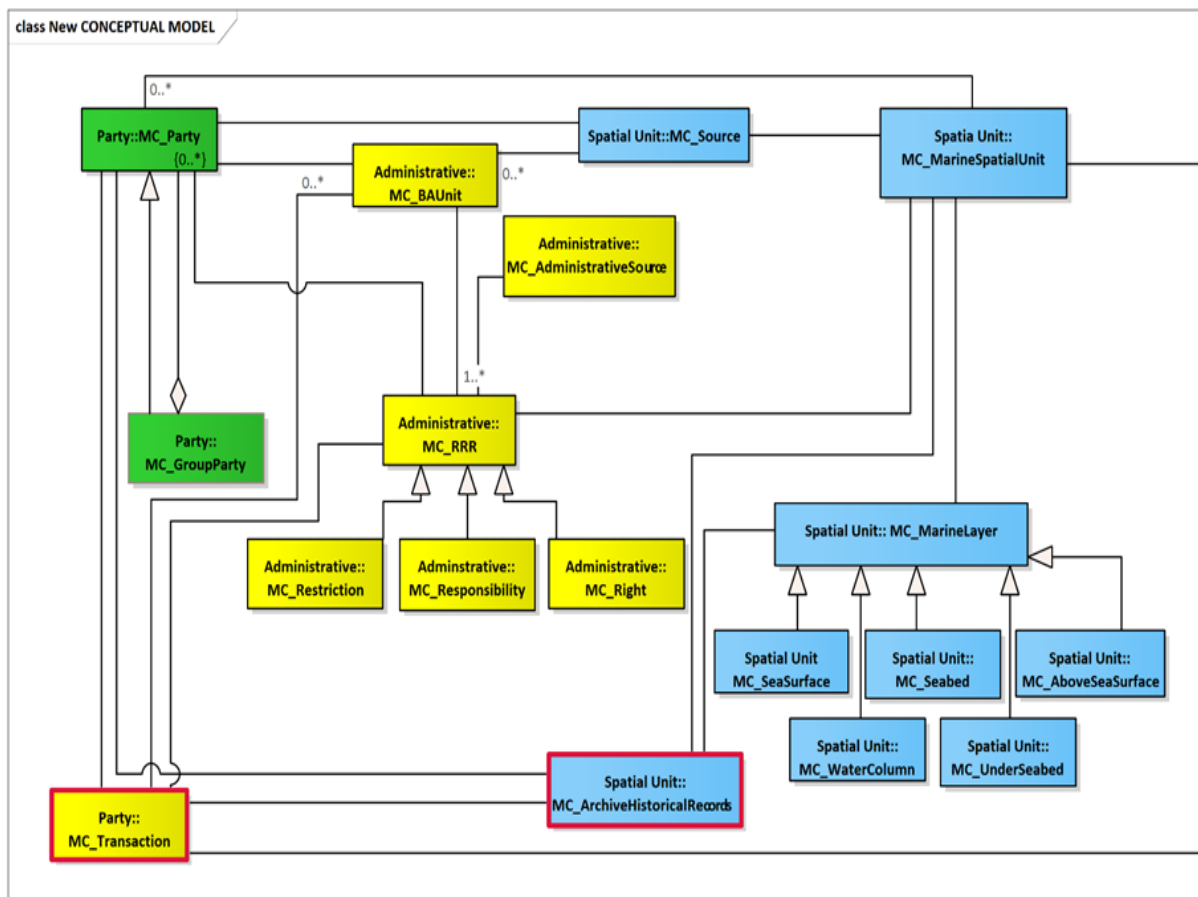 class New CONCEPTUAL MODEL
0..*
Party::MC_Party
{0..*}
Spatial Unit::MC_Source
Spatia Unit::
MC_MarineSpatialUnit
Administrative::
MC_BAUnit
0..*
0..*
Administrative::
MC_AdministrativeSource
1..*
Administrative::
MC_RRR
Party::
MC_GroupParty
Administrative::
MC_Restriction
Adminstrative::
MC_Responsibility
Administrative::
MC_Right
Spatial Unit:: MC_MarineLayer
Spatial Unit
MC_SeaSurface
Spatial Unit::
MC_Seabed
Spatial Unit::
MC_AboveSeaSurface
Spatial Unit::
MC_WaterColumn
Spatial Unit::
MC_UnderSeabed
Spatial Unit::
MC_ArchiveHistoricalRecords
Party::
MC_Transaction